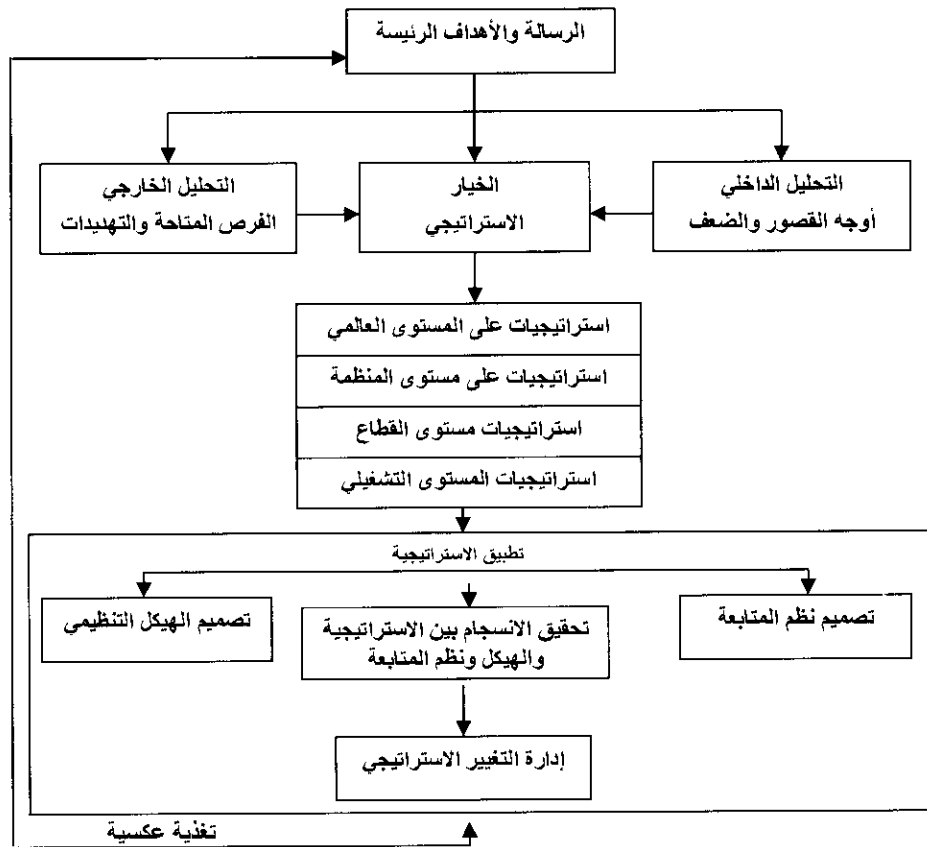 الرسالة والأهداف الرئيسة
التحليل الداخلي
أوجه القصور والضعف
الخيار
الاستراتيجي
التحليل الخارجي
الفرص المتاحة والتهديدات
استراتيجيات على المستوى العالمي
استراتيجيات على مستوى المنظمة
استراتيجيات مستوى القطاع
استراتيجيات المستوى التشغيلي
تطبيق الاستراتيجية
تصميم نظم المتابعة
تحقيق الانسجام بين الاستراتيجية
والهيكل ونظم المتابعة
تصميم الهيكل التنظيمي
إدارة التغيير الاستراتيجي
تغذية عكسية